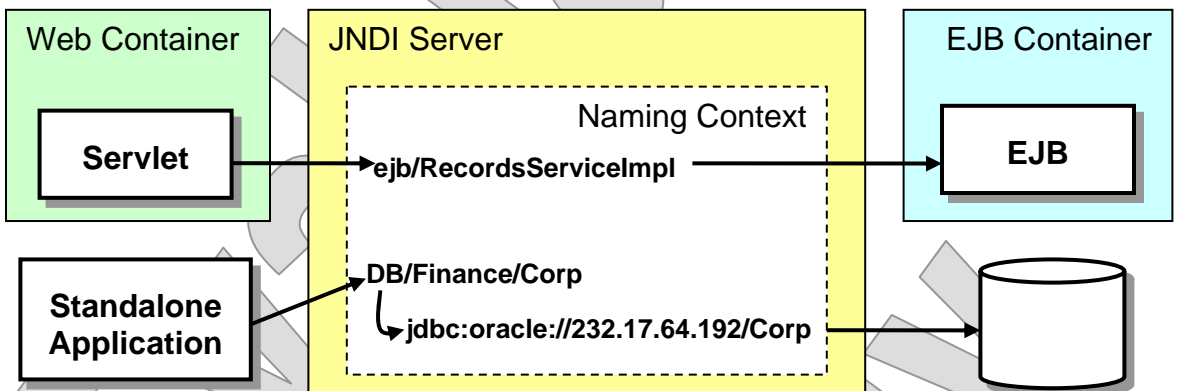 Web Container
JNDI Server
EJB Container
Naming Context
Servlet
ejb/RecordsServiceImpl
EJB
DB/Finance/Corp
Standalone
Application
jdbc:oracle://232.17.64.192/Corp